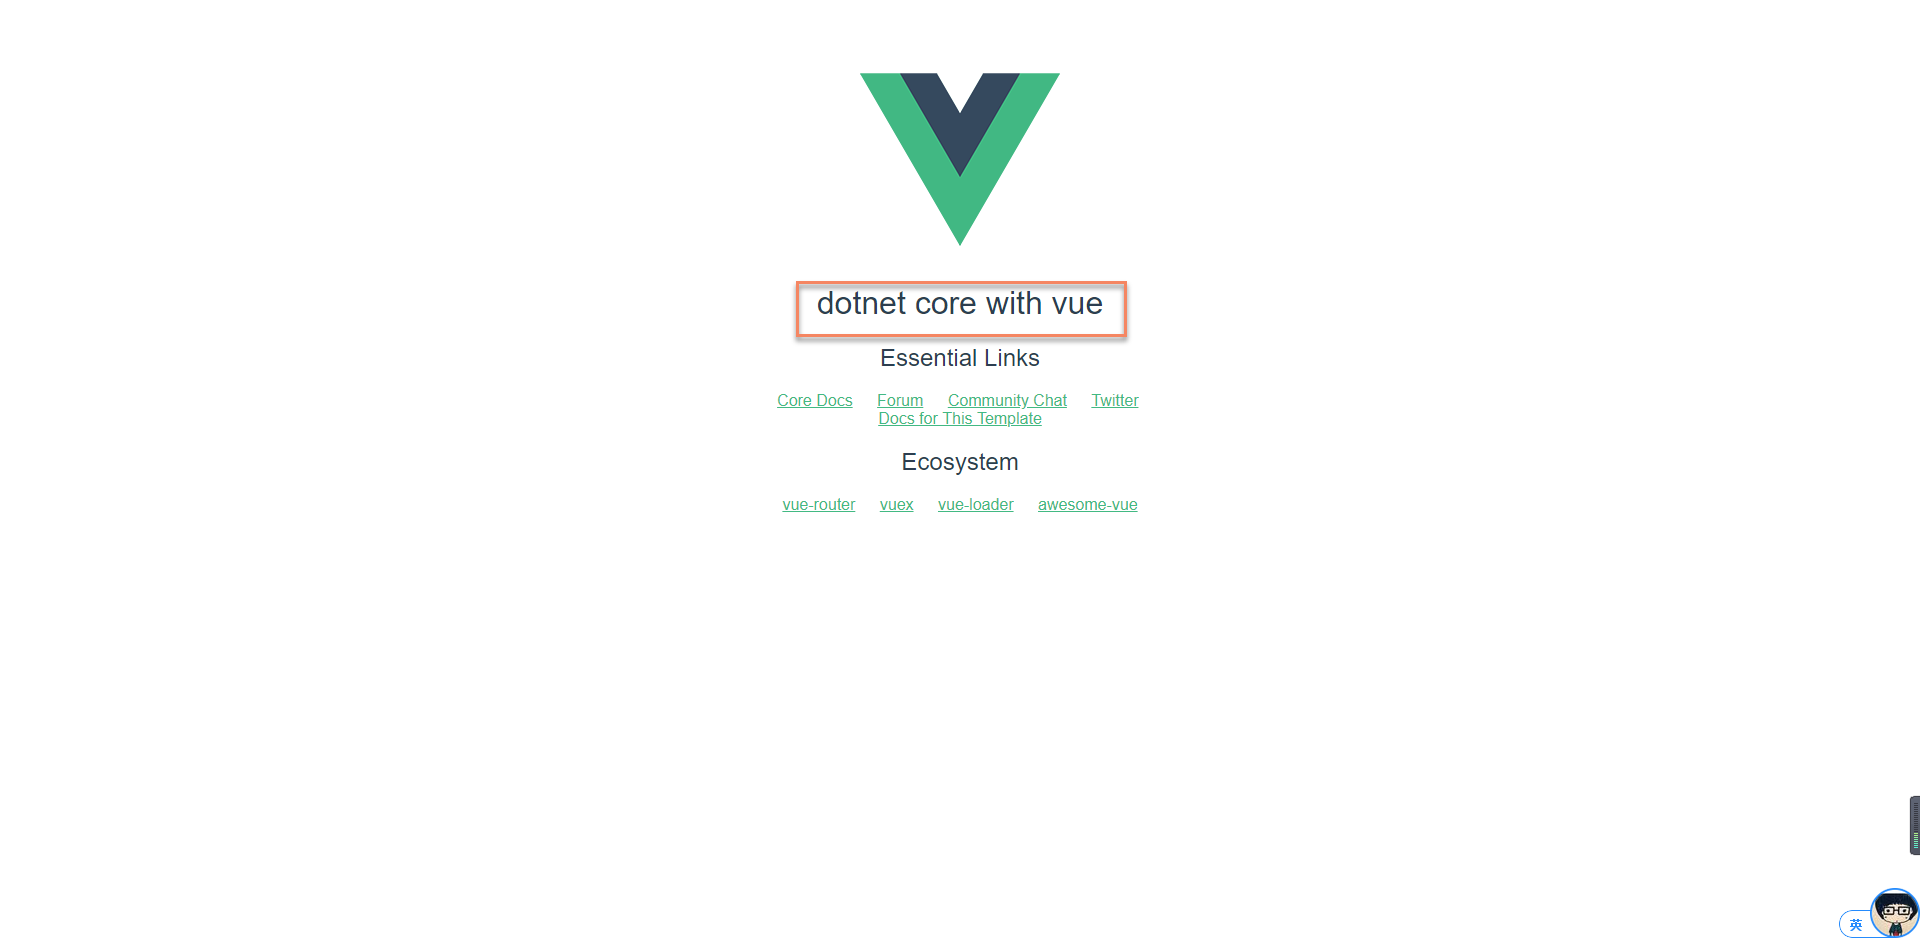 dotnet core with vue
Essential Links
Core Docs Forum Community Chat Twitter
Docs for This Template
Ecosystem
vue-router vuex vue-loader awesome-vue
英